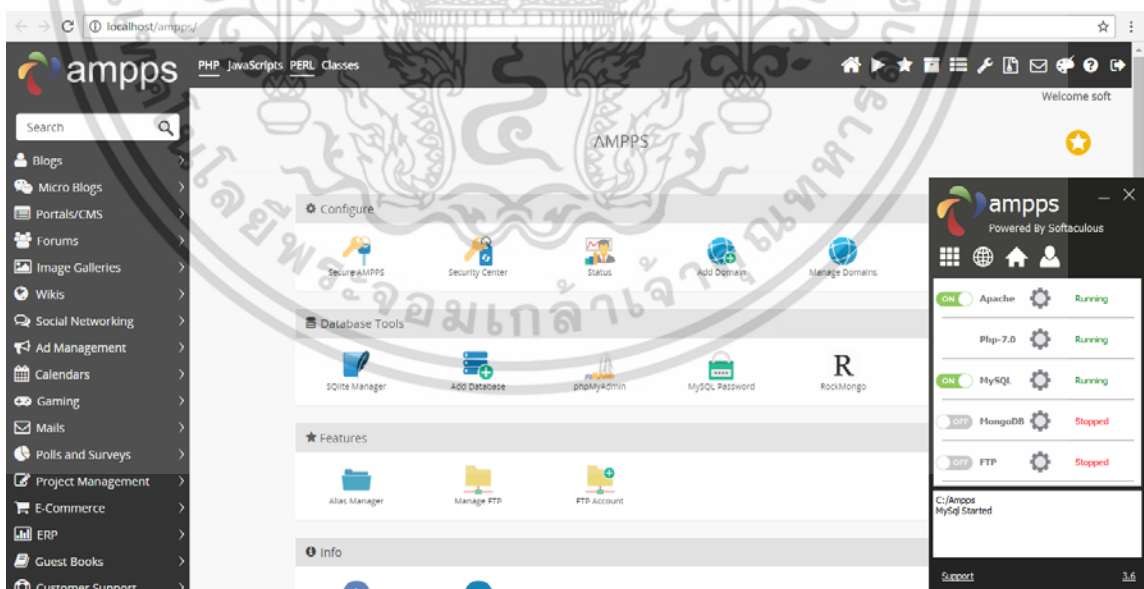 localhost/ampps/
ampps
PHP JavaScripts PERL Classes
Welcome soft
Search
AMPPS
Blogs
Micro Blogs
Portals/CMS
Forums
Image Galleries
Wikis
Social Networking
Ad Management
Calendars
Gaming
Mails
Polls and Surveys
Project Management
E-Commerce
ERP
Guest Books
Customer Support
Configure
Secure AMPPS Security Center Status Add Domain Manage Domains
Database Tools
SQlite Manager Add Database phpMyAdmin MySQL Password RockMongo
Features
Alias Manager Manage FTP FTP Account
Info
ampps
Powered By Softaculous
ON Apache Running
Php-7.0 Running
ON MySQL Running
OFF MongoDB Stopped
OFF FTP Stopped
C:/Ampps
MySql Started
Support 3.6